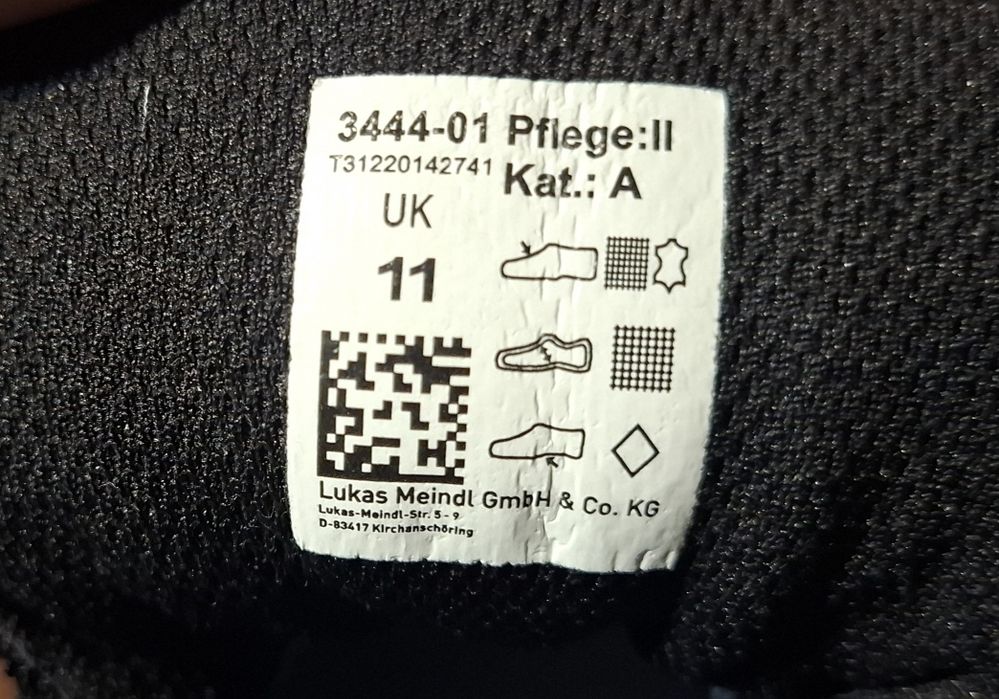 3444-01 Pflege:II
T31220142741 Kat.: A
UK
11
Lukas Meindl GmbH & Co. KG
Lukas-Meindl-Str. 5-9
D-83417 Kirchanschöring